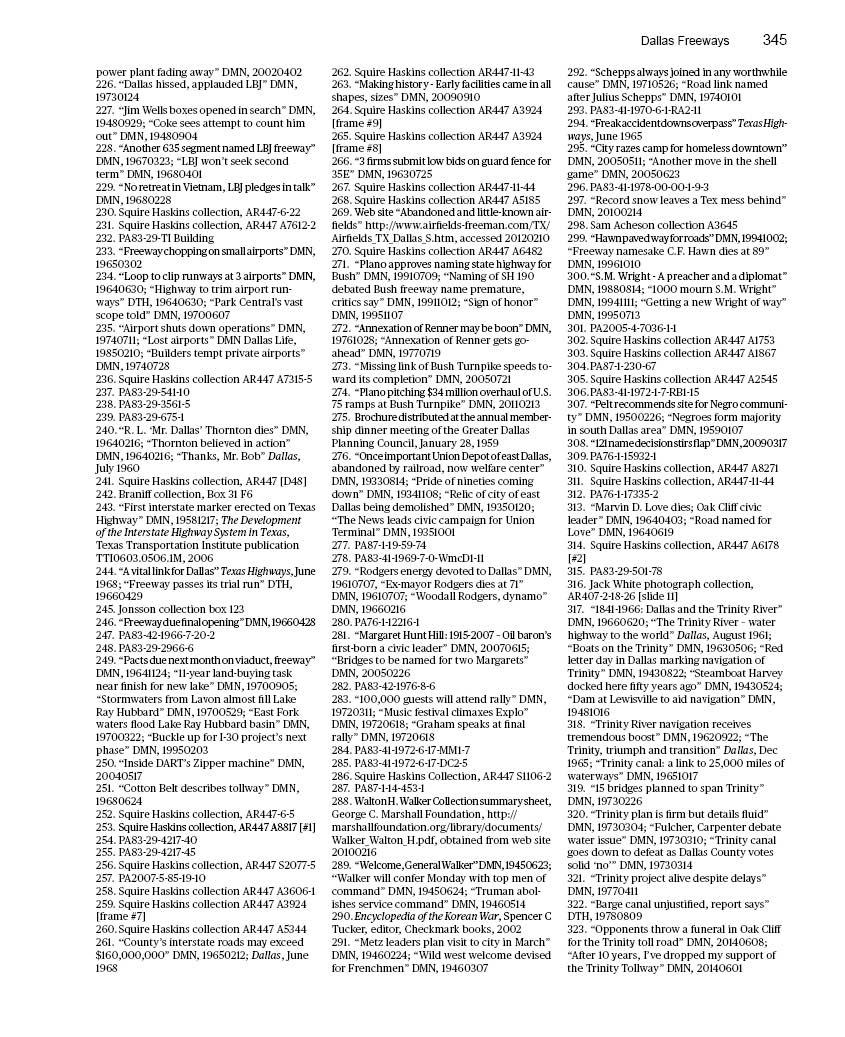 Dallas Freeways 345
power plant fading away” DMN, 20020402
226. “Dallas hissed, applauded LBJ” DMN,
19730124
227. “Jim Wells boxes opened in search” DMN,
19480929; “Coke sees attempt to count him
out” DMN, 19480904
228. “Another 635 segment named LBJ freeway”
DMN, 19670323; “LBJ won’t seek second
term” DMN, 19680401
229. “No retreat in Vietnam, LBJ pledges in talk”
DMN, 19680228
230. Squire Haskins collection, AR447-6-22
231. Squire Haskins collection, AR447 A7612-2
232. PA83-29-TI Building
233. “Freeway chopping on small airports” DMN,
19650302
234. “Loop to clip runways at 3 airports” DMN,
19640630; “Highway to trim airport run-
ways” DTH, 19640630; “Park Central’s vast
scope told” DMN, 19700607
235. “Airport shuts down operations” DMN,
19740711; “Lost airports” DMN Dallas Life,
19850210; “Builders tempt private airports”
DMN, 19740728
236. Squire Haskins collection AR447 A7315-5
237. PA83-29-541-10
238. PA83-29-3561-5
239. PA83-29-675-1
240. “R. L. ‘Mr. Dallas’ Thornton dies” DMN,
19640216; “Thornton believed in action”
DMN, 19640216; “Thanks, Mr. Bob” Dallas,
July 1960
241. Squire Haskins collection, AR447 [D48]
242. Braniff collection, Box 31 F6
243. “First interstate marker erected on Texas
Highway” DMN, 19581217; The Development
of the Interstate Highway System in Texas,
Texas Transportation Institute publication
TTI0603.0506.1M, 2006
244. “A vital link for Dallas” Texas Highways, June
1968; “Freeway passes its trial run” DTH,
19660429
245. Jonsson collection box 123
246. “Freeway due final opening” DMN, 19660428
247. PA83-42-1966-7-20-2
248. PA83-29-2966-6
249. “Pacts due next month on viaduct, freeway”
DMN, 19641124; “11-year land-buying task
near finish for new lake” DMN, 19700905;
“Stormwaters from Lavon almost fill Lake
Ray Hubbard” DMN, 19700529; “East Fork
waters flood Lake Ray Hubbard basin” DMN,
19700322; “Buckle up for I-30 project’s next
phase” DMN, 19950203
250. “Inside DART’s Zipper machine” DMN,
20040517
251. “Cotton Belt describes tollway” DMN,
19680624
252. Squire Haskins collection, AR447-6-5
253. Squire Haskins collection, AR447 A8817 [#1]
254. PA83-29-4217-40
255. PA83-29-4217-45
256. Squire Haskins collection, AR447 S2077-5
257. PA2007-5-85-19-10
258. Squire Haskins collection AR447 A3606-1
259. Squire Haskins collection AR447 A3924
[frame #7]
260. Squire Haskins collection AR447 A5344
261. “County’s interstate roads may exceed
$160,000,000” DMN, 19650212; Dallas, June
1968
262. Squire Haskins collection AR447-11-43
263. “Making history - Early facilities came in all
shapes, sizes” DMN, 20090910
264. Squire Haskins collection AR447 A3924
[frame #9]
265. Squire Haskins collection AR447 A3924
[frame #8]
266. “3 firms submit low bids on guard fence for
35E” DMN, 19630725
267. Squire Haskins collection AR447-11-44
268. Squire Haskins collection AR447 A5185
269. Web site “Abandoned and little-known air-
fields” http://www.airfields-freeman.com/TX/
Airfields_TX_Dallas_S.htm, accessed 20120210
270. Squire Haskins collection AR447 A6482
271. “Plano approves naming state highway for
Bush” DMN, 19910709; “Naming of SH 190
debated Bush freeway name premature,
critics say” DMN, 19911012; “Sign of honor”
DMN, 19951107
272. “Annexation of Renner may be boon” DMN,
19761028; “Annexation of Renner gets go-
ahead” DMN, 19770719
273. “Missing link of Bush Turnpike speeds to-
ward its completion” DMN, 20050721
274. “Plano pitching $34 million overhaul of U.S.
75 ramps at Bush Turnpike” DMN, 20110213
275. Brochure distributed at the annual member-
ship dinner meeting of the Greater Dallas
Planning Council, January 28, 1959
276. “Once important Union Depot of east Dallas,
abandoned by railroad, now welfare center”
DMN, 19330814; “Pride of nineties coming
down” DMN, 19341108; “Relic of city of east
Dallas being demolished” DMN, 19350120;
“The News leads civic campaign for Union
Terminal” DMN, 19351001
277. PA87-1-19-59-74
278. PA83-41-1969-7-0-WmcD1-11
279. “Rodgers energy devoted to Dallas” DMN,
19610707, “Ex-mayor Rodgers dies at 71”
DMN, 19610707; “Woodall Rodgers, dynamo”
DMN, 19660216
280. PA76-1-12216-1
281. “Margaret Hunt Hill: 1915-2007 – Oil baron’s
first-born a civic leader” DMN, 20070615;
“Bridges to be named for two Margarets”
DMN, 20050226
282. PA83-42-1976-8-6
283. “100,000 guests will attend rally” DMN,
19720311; “Music festival climaxes Explo”
DMN, 19720618; “Graham speaks at final
rally” DMN, 19720618
284. PA83-41-1972-6-17-MM1-7
285. PA83-41-1972-6-17-DC2-5
286. Squire Haskins Collection, AR447 S1106-2
287. PA87-1-14-453-1
288. Walton H. Walker Collection summary sheet,
George C. Marshall Foundation, http://
marshallfoundation.org/library/documents/
Walker_Walton_H.pdf, obtained from web site
20100216
289. “Welcome, General Walker” DMN, 19450623;
“Walker will confer Monday with top men of
command” DMN, 19450624; “Truman abol-
ishes service command” DMN, 19460514
290. Encyclopedia of the Korean War, Spencer C
Tucker, editor, Checkmark books, 2002
291. “Metz leaders plan visit to city in March”
DMN, 19460224; “Wild west welcome devised
for Frenchmen” DMN, 19460307
292. “Schepps always joined in any worthwhile
cause” DMN, 19710526; “Road link named
after Julius Schepps” DMN, 19740101
293. PA83-41-1970-6-1-RA2-11
294. “Freak accident downs overpass” Texas High-
ways, June 1965
295. “City razes camp for homeless downtown”
DMN, 20050511; “Another move in the shell
game” DMN, 20050623
296. PA83-41-1978-00-00-1-9-3
297. “Record snow leaves a Tex mess behind”
DMN, 20100214
298. Sam Acheson collection A3645
299. “Hawn paved way for roads” DMN, 19941002;
“Freeway namesake C.F. Hawn dies at 89”
DMN, 19961010
300. “S.M. Wright - A preacher and a diplomat”
DMN, 19880814; “1000 mourn S.M. Wright”
DMN, 19941111; “Getting a new Wright of way”
DMN, 19950713
301. PA2005-4-7036-1-1
302. Squire Haskins collection AR447 A1753
303. Squire Haskins collection AR447 A1867
304. PA87-1-230-67
305. Squire Haskins collection AR447 A2545
306. PA83-41-1972-1-7-RB1-15
307. “Pelt recommends site for Negro communi-
ty” DMN, 19500226; “Negroes form majority
in south Dallas area” DMN, 19590107
308. “121 name decision stirs flap” DMN, 20090317
309. PA76-1-15932-1
310. Squire Haskins collection, AR447 A8271
311. Squire Haskins collection, AR447-11-44
312. PA76-1-17335-2
313. “Marvin D. Love dies; Oak Cliff civic
leader” DMN, 19640403; “Road named for
Love” DMN, 19640619
314. Squire Haskins collection, AR447 A6178
[#2]
315. PA83-29-501-78
316. Jack White photograph collection,
AR407-2-18-26 [slide 11]
317. “1841-1966: Dallas and the Trinity River”
DMN, 19660620; “The Trinity River – water
highway to the world” Dallas, August 1961;
“Boats on the Trinity” DMN, 19630506; “Red
letter day in Dallas marking navigation of
Trinity” DMN, 19430822; “Steamboat Harvey
docked here fifty years ago” DMN, 19430524;
“Dam at Lewisville to aid navigation” DMN,
19481016
318. “Trinity River navigation receives
tremendous boost” DMN, 19620922; “The
Trinity, triumph and transition” Dallas, Dec
1965; “Trinity canal: a link to 25,000 miles of
waterways” DMN, 19651017
319. “15 bridges planned to span Trinity”
DMN, 19730226
320. “Trinity plan is firm but details fluid”
DMN, 19730304; “Fulcher, Carpenter debate
water issue” DMN, 19730310; “Trinity canal
goes down to defeat as Dallas County votes
solid ‘no’” DMN, 19730314
321. “Trinity project alive despite delays”
DMN, 19770411
322. “Barge canal unjustified, report says”
DTH, 19780809
323. “Opponents throw a funeral in Oak Cliff
for the Trinity toll road” DMN, 20140608;
“After 10 years, I’ve dropped my support of
the Trinity Tollway” DMN, 20140601